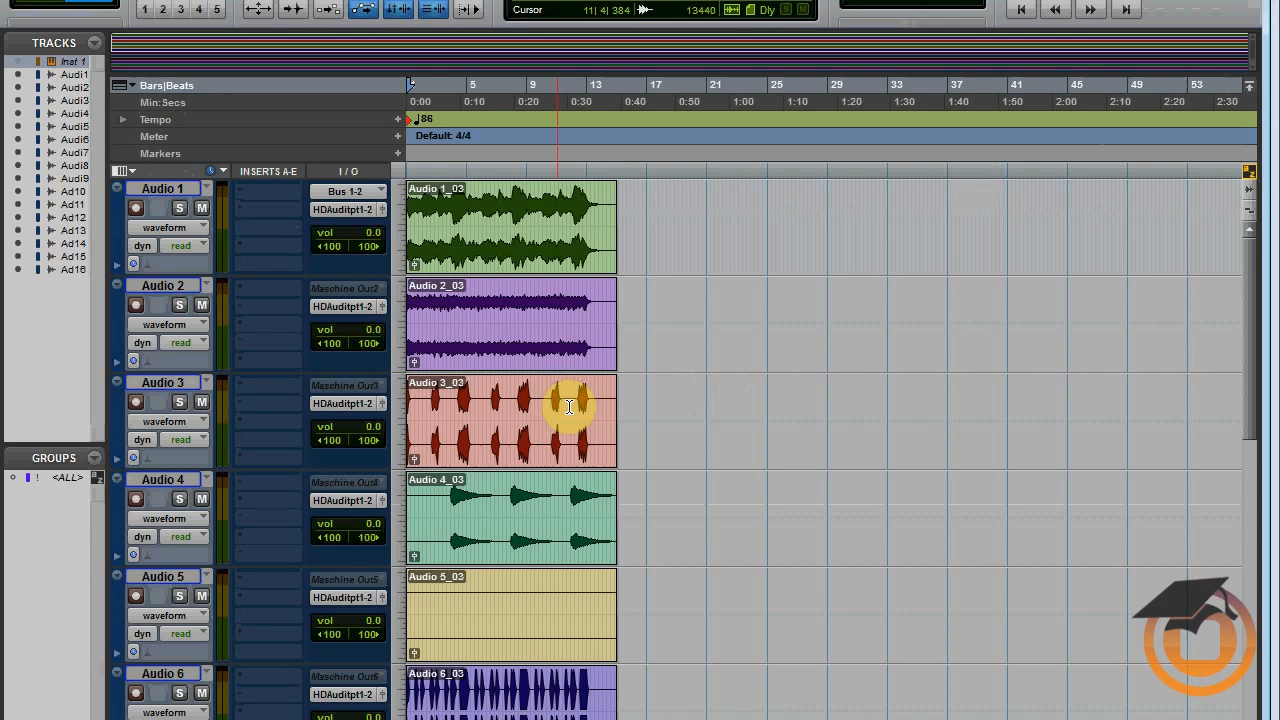 1 2 3 4 5
Cursor 11| 4| 384 13440 Dly S M
TRACKS
Inst 1
Audi1
Audi2
Audi3
Audi4
Audi5
Audi6
Audi7
Audi8
Audi9
Ad10
Ad11
Ad12
Ad13
Ad14
Ad15
Ad16
GROUPS
! <ALL> a z
Bars|Beats 5 9 13 17 21 25 29 33 37 41 45 49 53
Min:Secs 0:00 0:10 0:20 0:30 0:40 0:50 1:00 1:10 1:20 1:30 1:40 1:50 2:00 2:10 2:20 2:30
Tempo 86
Meter Default: 4/4
Markers
INSERTS A-E I / O
Audio 1 Bus 1-2 Audio 1_03
S M HDAuditpt1-2
waveform vol 0.0
dyn read 100 100
Audio 2 Maschine Out2 Audio 2_03
S M HDAuditpt1-2
waveform vol 0.0
dyn read 100 100
Audio 3 Maschine Out3 Audio 3_03
S M HDAuditpt1-2
waveform vol 0.0
dyn read 100 100
Audio 4 Maschine Out4 Audio 4_03
S M HDAuditpt1-2
waveform vol 0.0
dyn read 100 100
Audio 5 Maschine Out5 Audio 5_03
S M HDAuditpt1-2
waveform vol 0.0
dyn read 100 100
Audio 6 Maschine Out6 Audio 6_03
S M HDAuditpt1-2
waveform vol 0.0